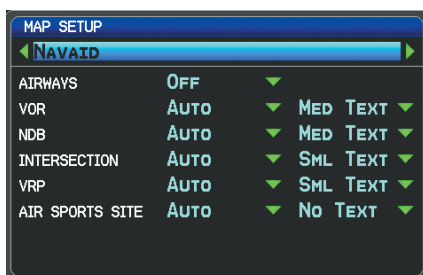 MAP SETUP
NAVAID
AIRWAYS OFF
VOR AUTO MED TEXT
NDB AUTO MED TEXT
INTERSECTION AUTO SML TEXT
VRP AUTO SML TEXT
AIR SPORTS SITE AUTO NO TEXT